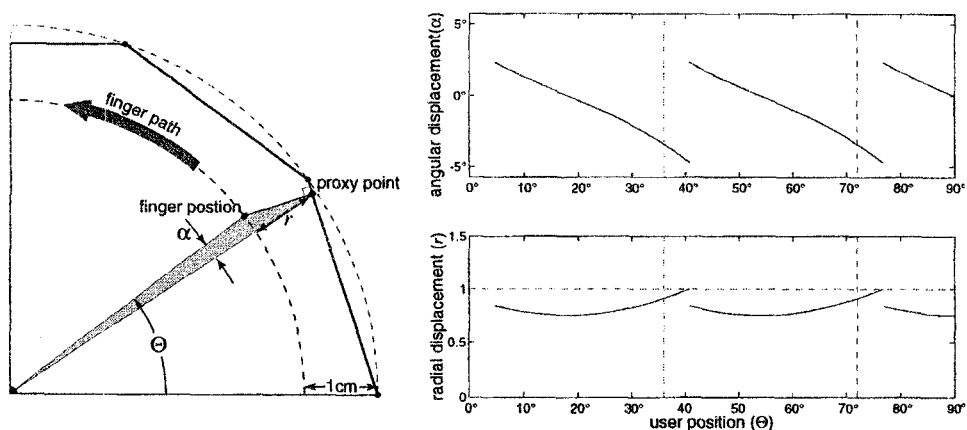 finger path
proxy point
finger postion
α
r
Θ
1cm
angular displacement(α)
5°
0°
-5°
0° 10° 20° 30° 40° 50° 60° 70° 80° 90°
radial displacement (r)
1.5
1
0.5
0
0° 10° 20° 30° 40° 50° 60° 70° 80° 90°
user position (Θ)